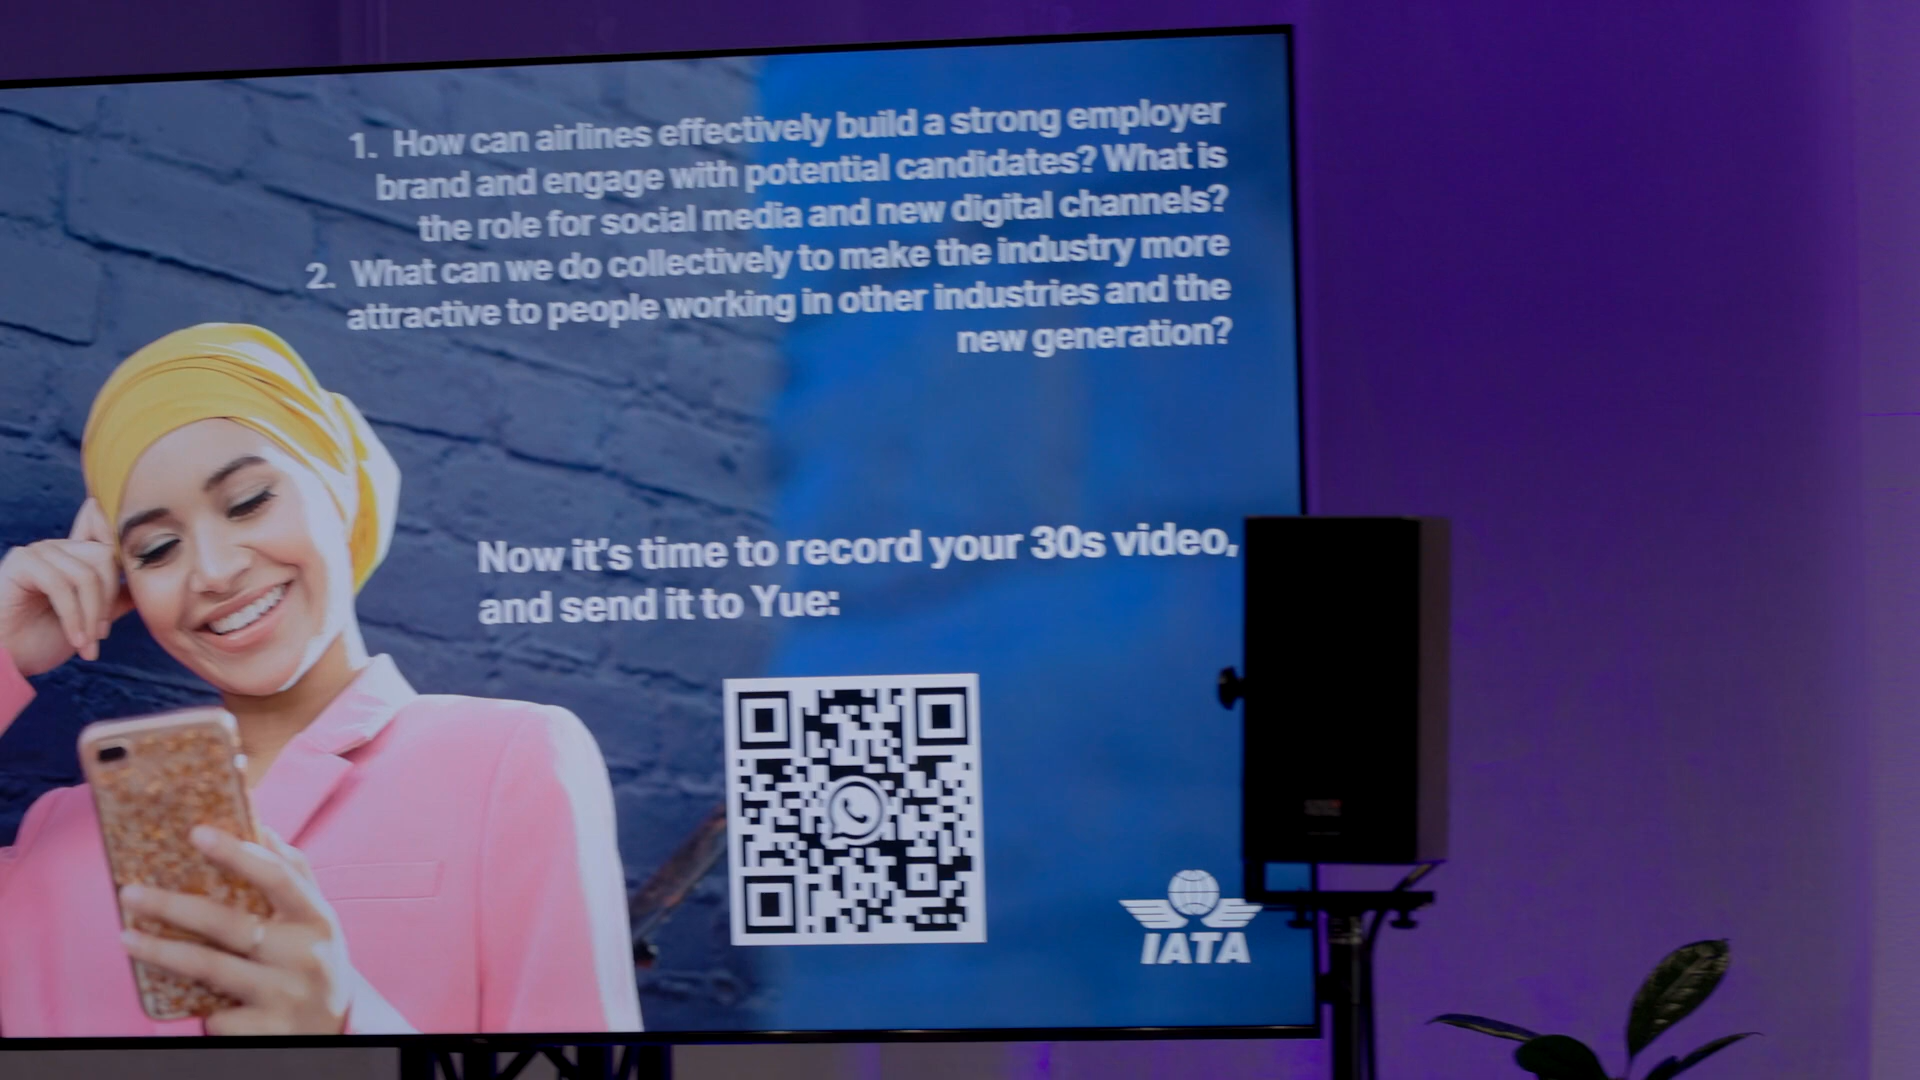 1. How can airlines effectively build a strong employer
brand and engage with potential candidates? What is
the role for social media and new digital channels?
2. What can we do collectively to make the industry more
attractive to people working in other industries and the
new generation?
Now it's time to record your 30s video,
and send it to Yue:
IATA